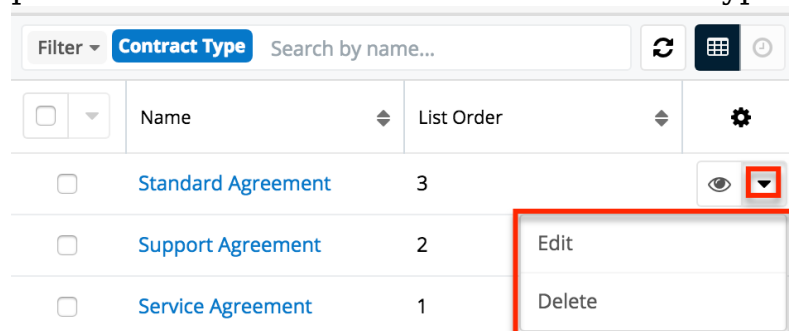 Filter Contract Type Search by name...
Name List Order
Standard Agreement 3
Support Agreement 2 Edit
Service Agreement 1 Delete